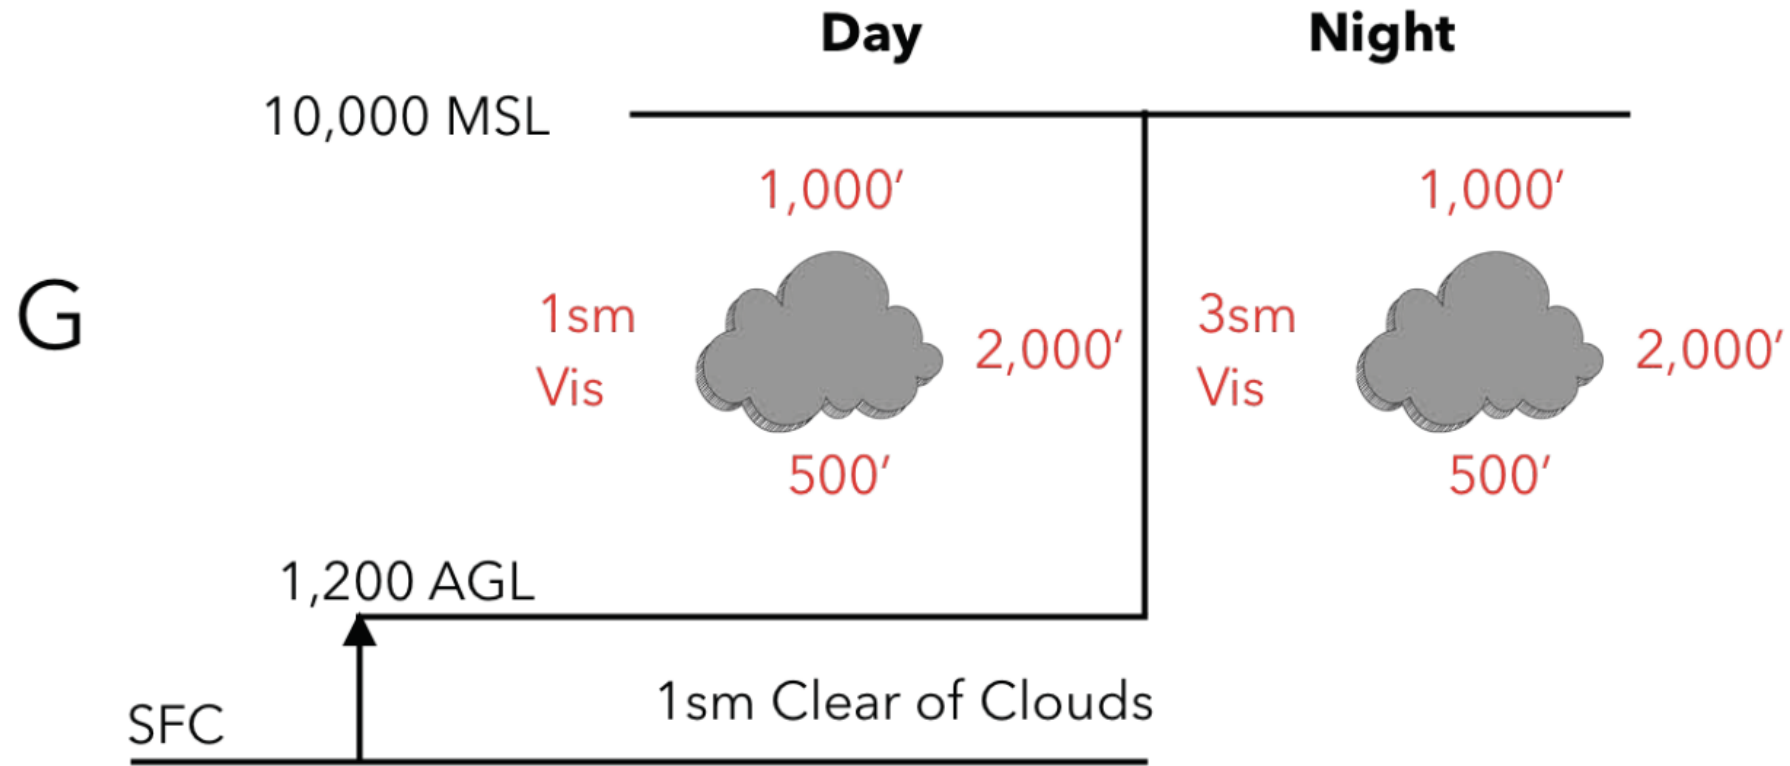 Day
Night
10,000 MSL
1,000’
1,000’
G
1sm
Vis
2,000’
3sm
Vis
2,000’
500’
500’
1,200 AGL
1sm Clear of Clouds
SFC